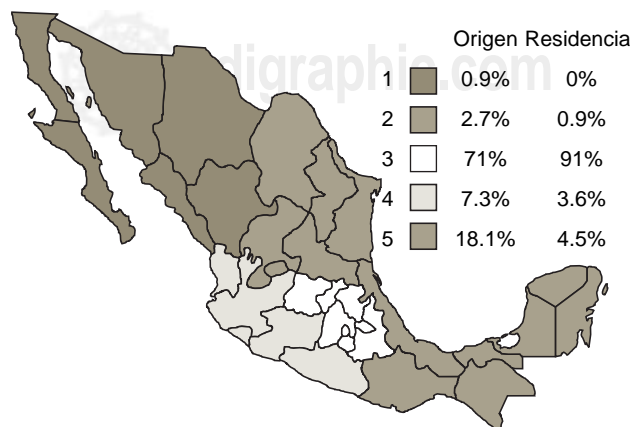 Origen Residencia
digraphic.com
1 0.9% 0%
2 2.7% 0.9%
3 71% 91%
4 7.3% 3.6%
5 18.1% 4.5%